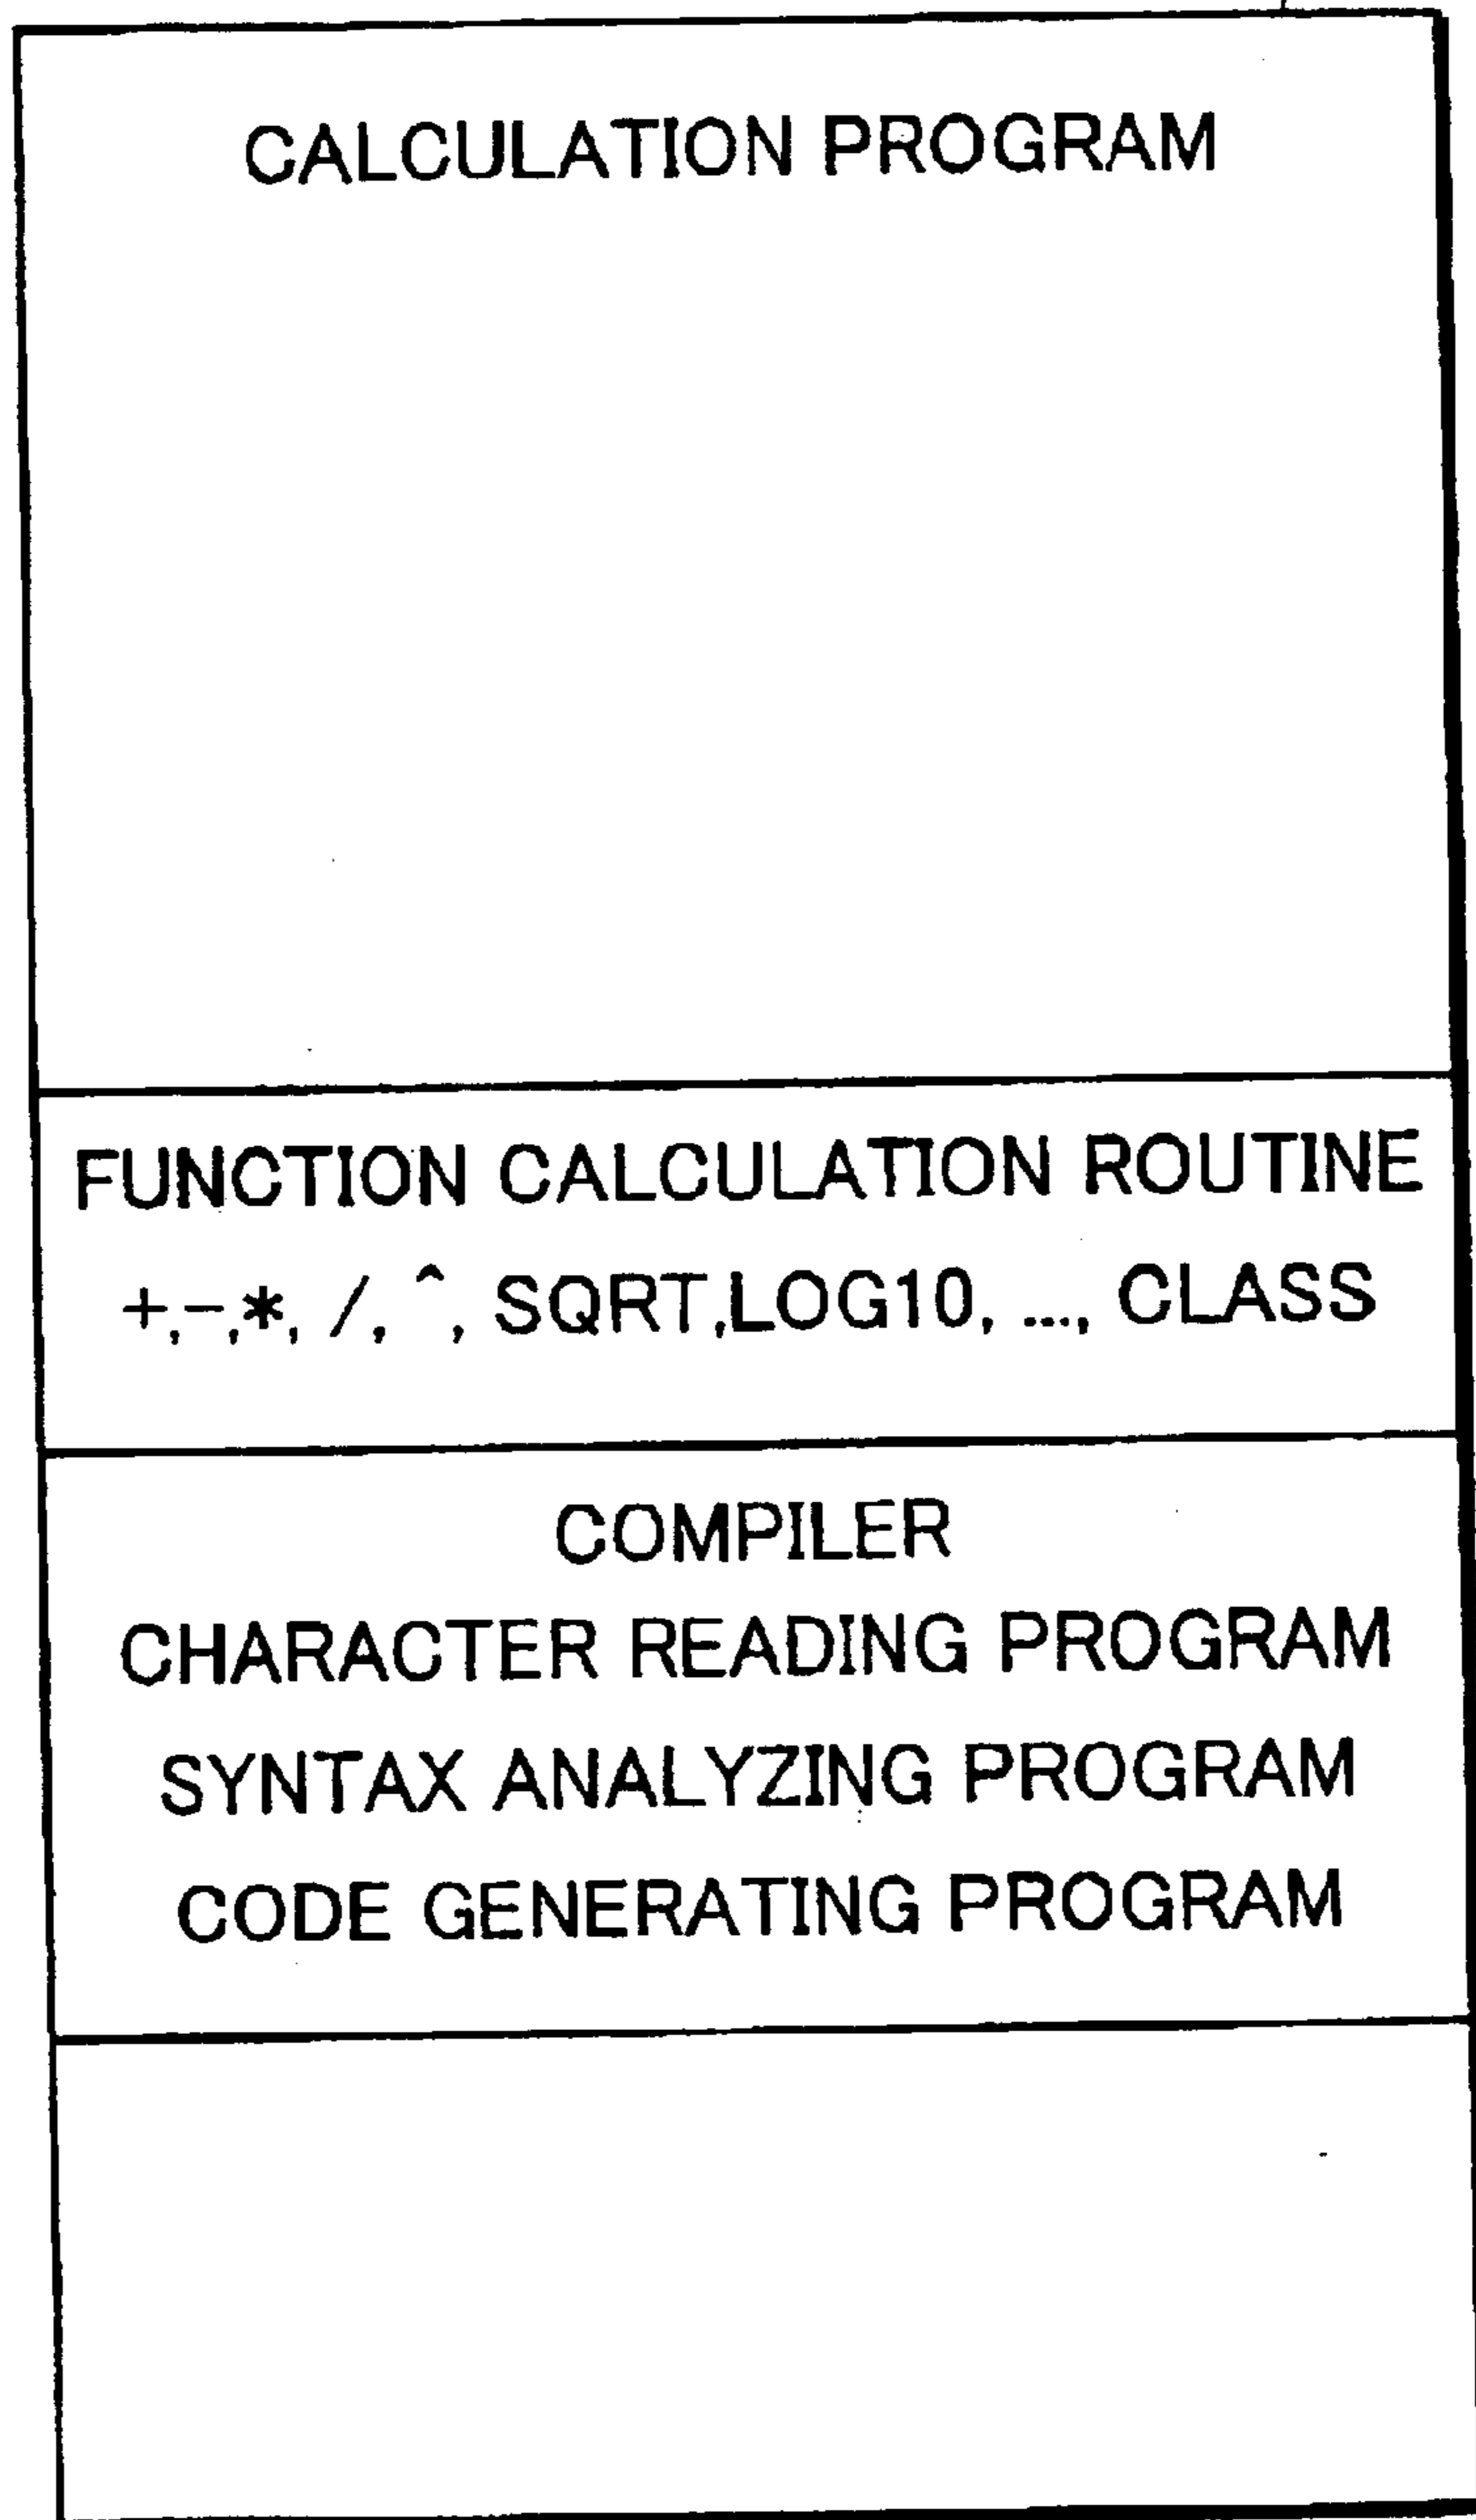 CALCULATION PROGRAM
FUNCTION CALCULATION ROUTINE
+,-,*, /, ^, SQRT,LOG10, ..., CLASS
COMPILER
CHARACTER READING PROGRAM
SYNTAX ANALYZING PROGRAM
CODE GENERATING PROGRAM